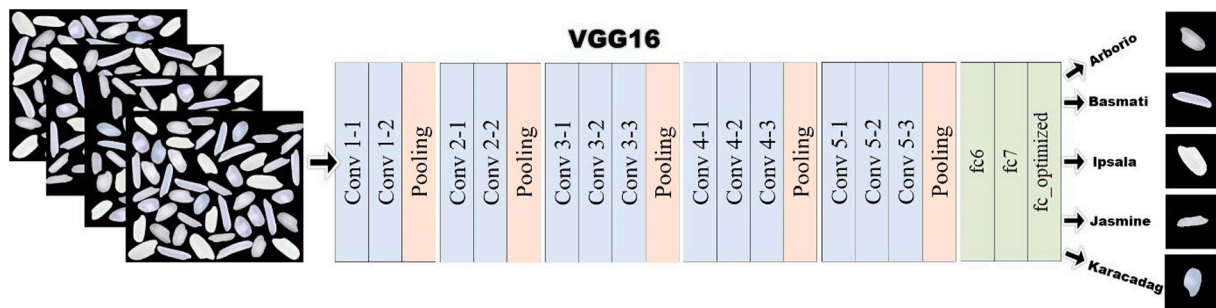 VGG16
Conv 1-1
Conv 1-2
Pooling
Conv 2-1
Conv 2-2
Pooling
Conv 3-1
Conv 3-2
Conv 3-3
Pooling
Conv 4-1
Conv 4-2
Conv 4-3
Pooling
Conv 5-1
Conv 5-2
Conv 5-3
Pooling
fc6
fc7
fc_optimized
Arborio
Basmati
Ipsala
Jasmine
Karacadag